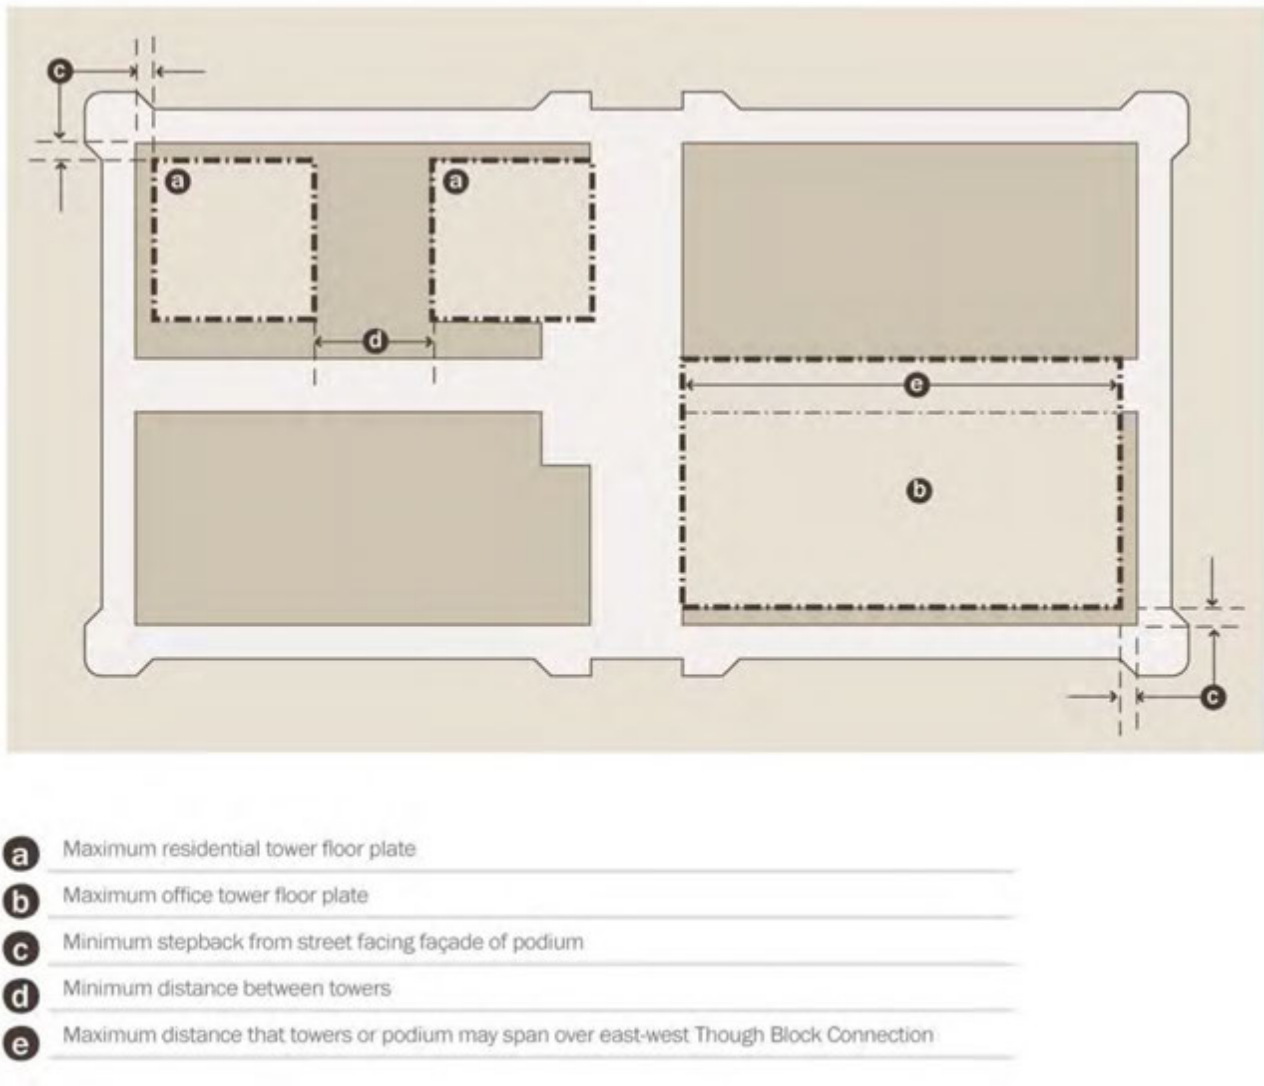 c
a
a
d
e
b
c
a Maximum residential tower floor plate
b Maximum office tower floor plate
c Minimum stepback from street facing façade of podium
d Minimum distance between towers
e Maximum distance that towers or podium may span over east-west Though Block Connection